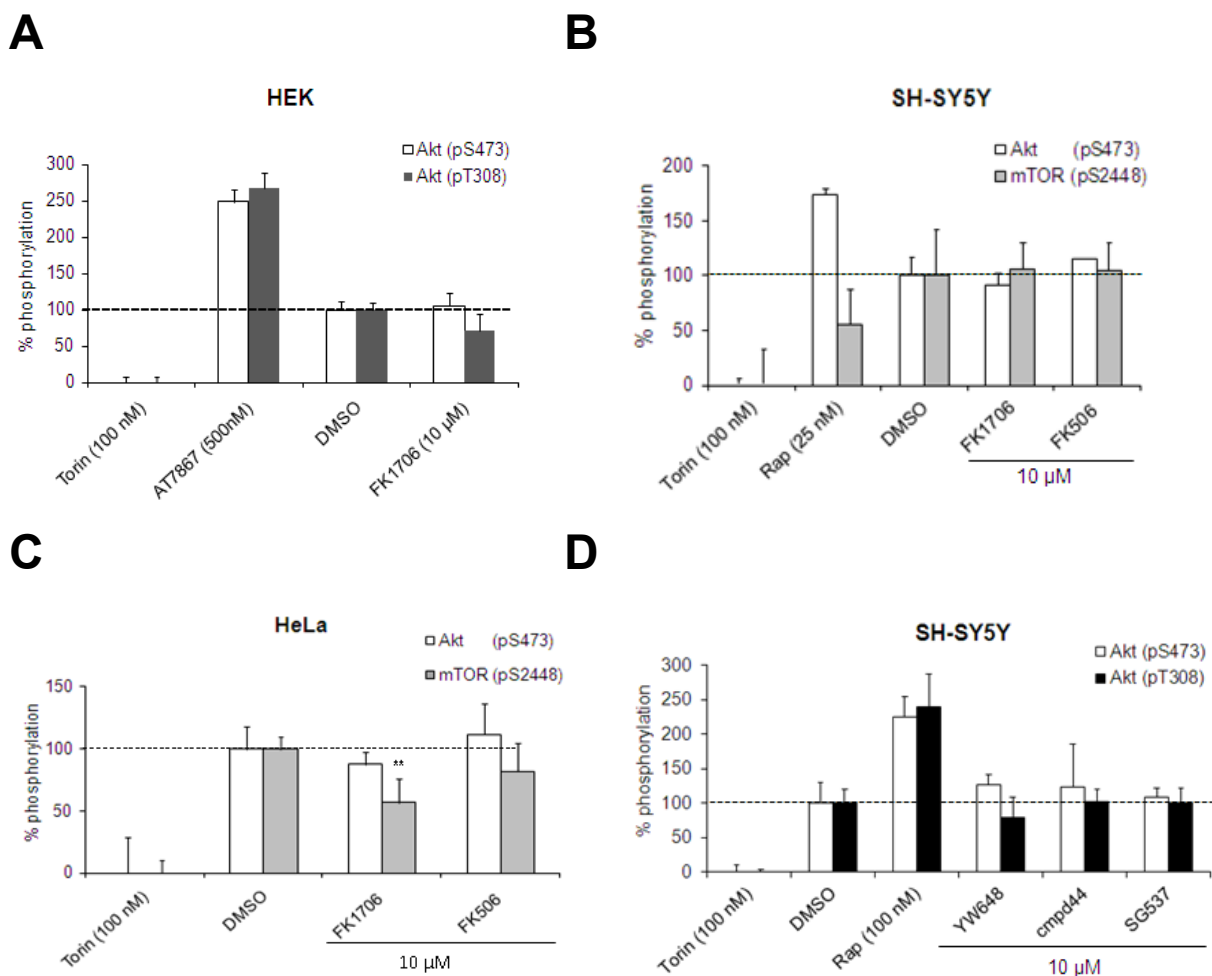 A
HEK
Akt (pS473)
Akt (pT308)
% phosphorylation
300
250
200
150
100
50
0
Torin (100 nM)
AT7867 (500nM)
DMSO
FK1706 (10 µM)
B
SH-SY5Y
Akt (pS473)
mTOR (pS2448)
% phosphorylation
200
150
100
50
0
Torin (100 nM)
Rap (25 nM)
DMSO
FK1706
FK506
10 µM
C
HeLa
Akt (pS473)
mTOR (pS2448)
% phosphorylation
150
100
50
0
**
Torin (100 nM)
DMSO
FK1706
FK506
10 µM
D
SH-SY5Y
Akt (pS473)
Akt (pT308)
% phosphorylation
300
250
200
150
100
50
0
Torin (100 nM)
DMSO
Rap (100 nM)
YW648
cmpd44
SG537
10 µM